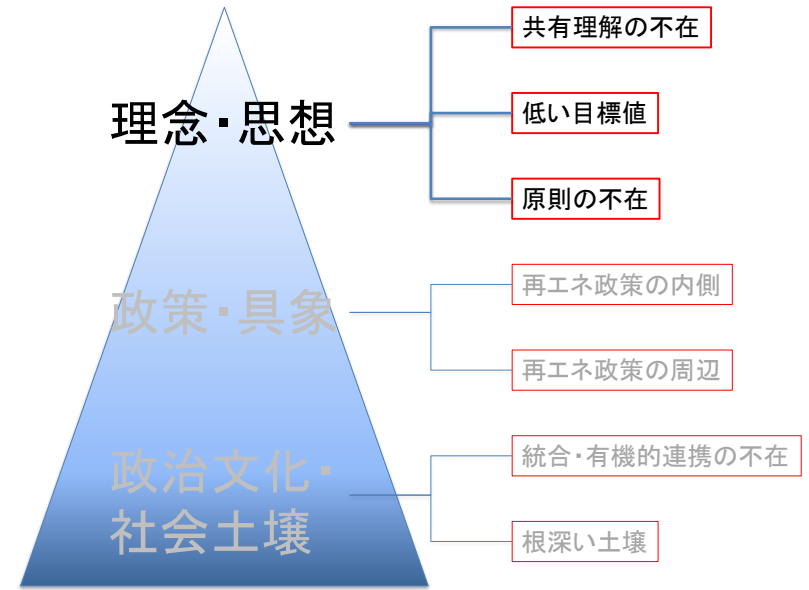 理念・思想
共有理解の不在
低い目標値
原則の不在
政策・具象
再エネ政策の内側
再エネ政策の周辺
政治文化・
社会土壌
統合・有機的連携の不在
根深い土壌